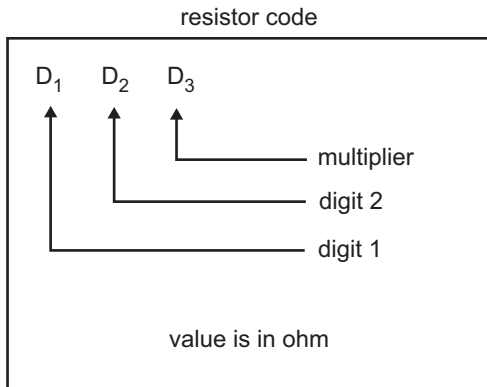 resistor code
D₁ D₂ D₃
multiplier
digit 2
digit 1
value is in ohm